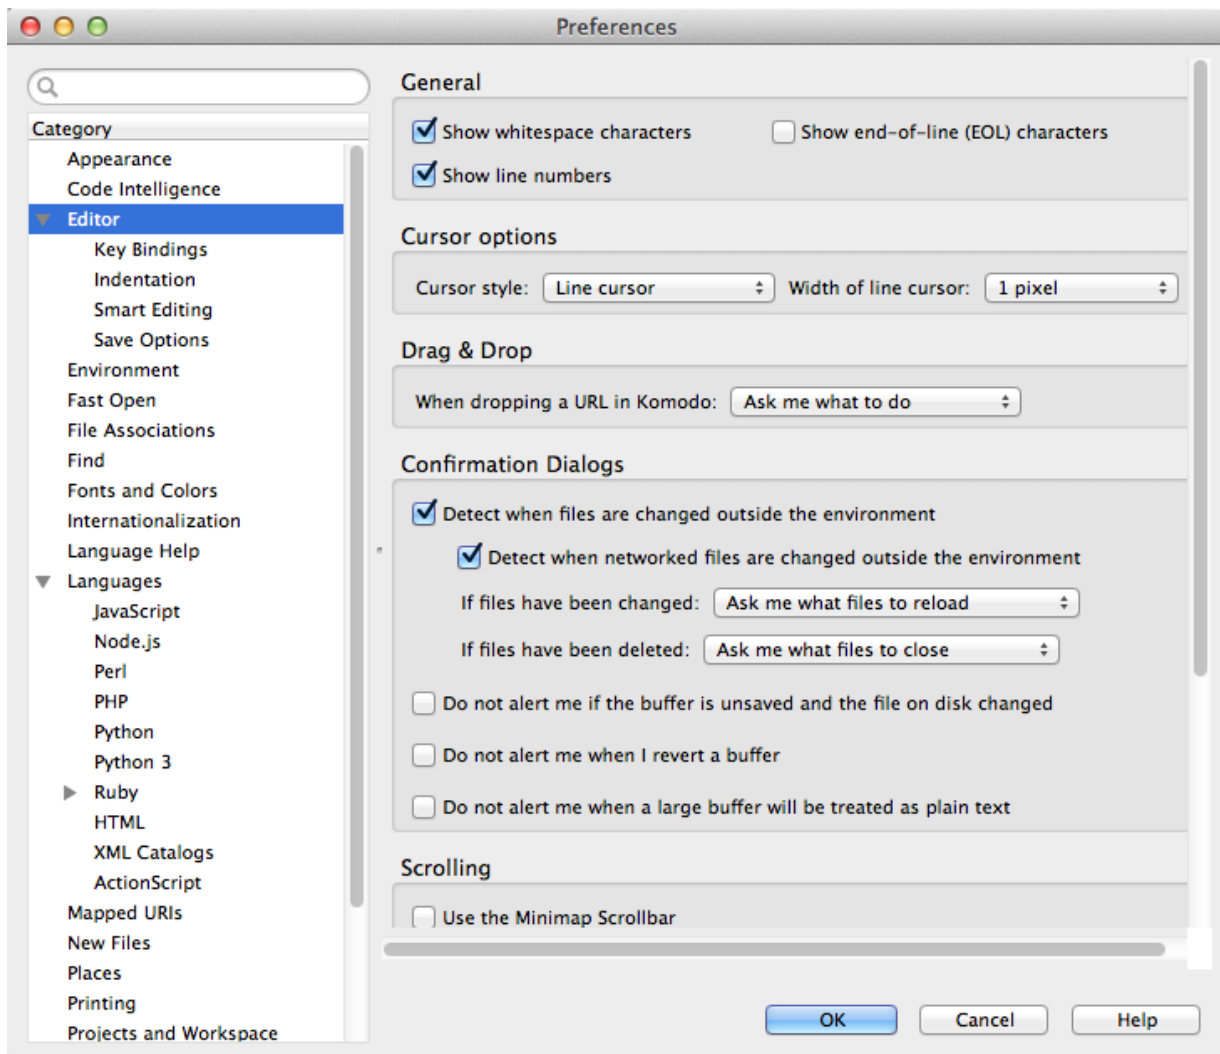 Preferences
Category
Appearance
Code Intelligence
Editor
Key Bindings
Indentation
Smart Editing
Save Options
Environment
Fast Open
File Associations
Find
Fonts and Colors
Internationalization
Language Help
Languages
JavaScript
Node.js
Perl
PHP
Python
Python 3
Ruby
HTML
XML Catalogs
ActionScript
Mapped URIs
New Files
Places
Printing
Projects and Workspace
General
Show whitespace characters Show end-of-line (EOL) characters
Show line numbers
Cursor options
Cursor style: Line cursor Width of line cursor: 1 pixel
Drag & Drop
When dropping a URL in Komodo: Ask me what to do
Confirmation Dialogs
Detect when files are changed outside the environment
Detect when networked files are changed outside the environment
If files have been changed: Ask me what files to reload
If files have been deleted: Ask me what files to close
Do not alert me if the buffer is unsaved and the file on disk changed
Do not alert me when I revert a buffer
Do not alert me when a large buffer will be treated as plain text
Scrolling
Use the Minimap Scrollbar
OK Cancel Help